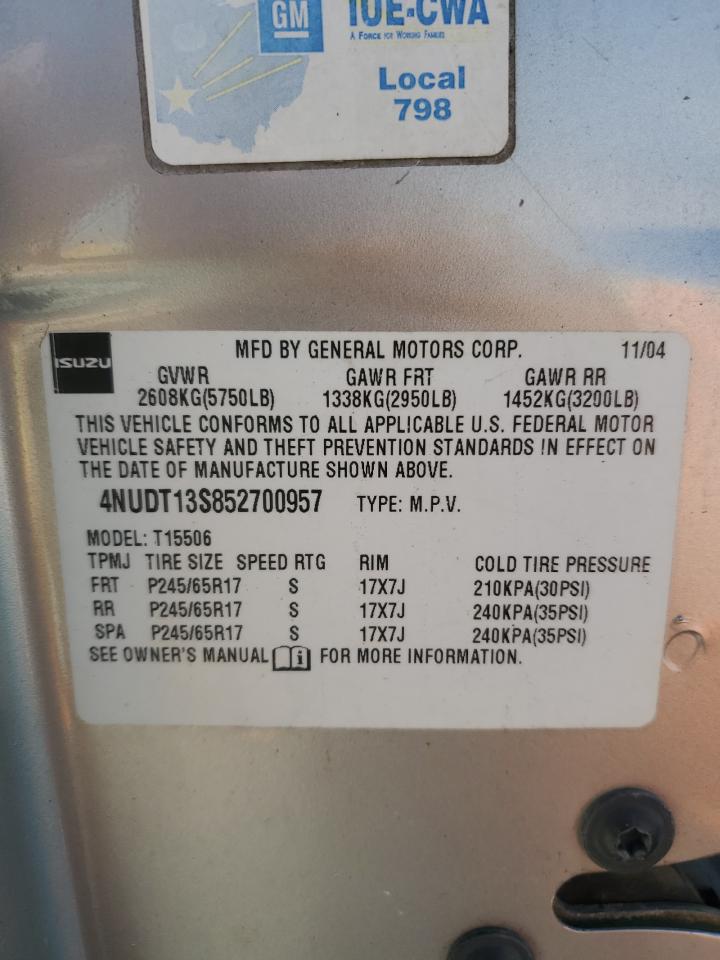 GM
IUE-CWA
A Force for Working Families
Local
798
ISUZU
MFD BY GENERAL MOTORS CORP. 11/04
GVWR GAWR FRT GAWR RR
2608KG(5750LB) 1338KG(2950LB) 1452KG(3200LB)
THIS VEHICLE CONFORMS TO ALL APPLICABLE U.S. FEDERAL MOTOR
VEHICLE SAFETY AND THEFT PREVENTION STANDARDS IN EFFECT ON
THE DATE OF MANUFACTURE SHOWN ABOVE.
4NUDT13S852700957 TYPE: M.P.V.
MODEL: T15506
TPMJ TIRE SIZE SPEED RTG RIM COLD TIRE PRESSURE
FRT P245/65R17 S 17X7J 210KPA(30PSI)
RR P245/65R17 S 17X7J 240KPA(35PSI)
SPA P245/65R17 S 17X7J 240KPA(35PSI)
SEE OWNER'S MANUAL i FOR MORE INFORMATION.